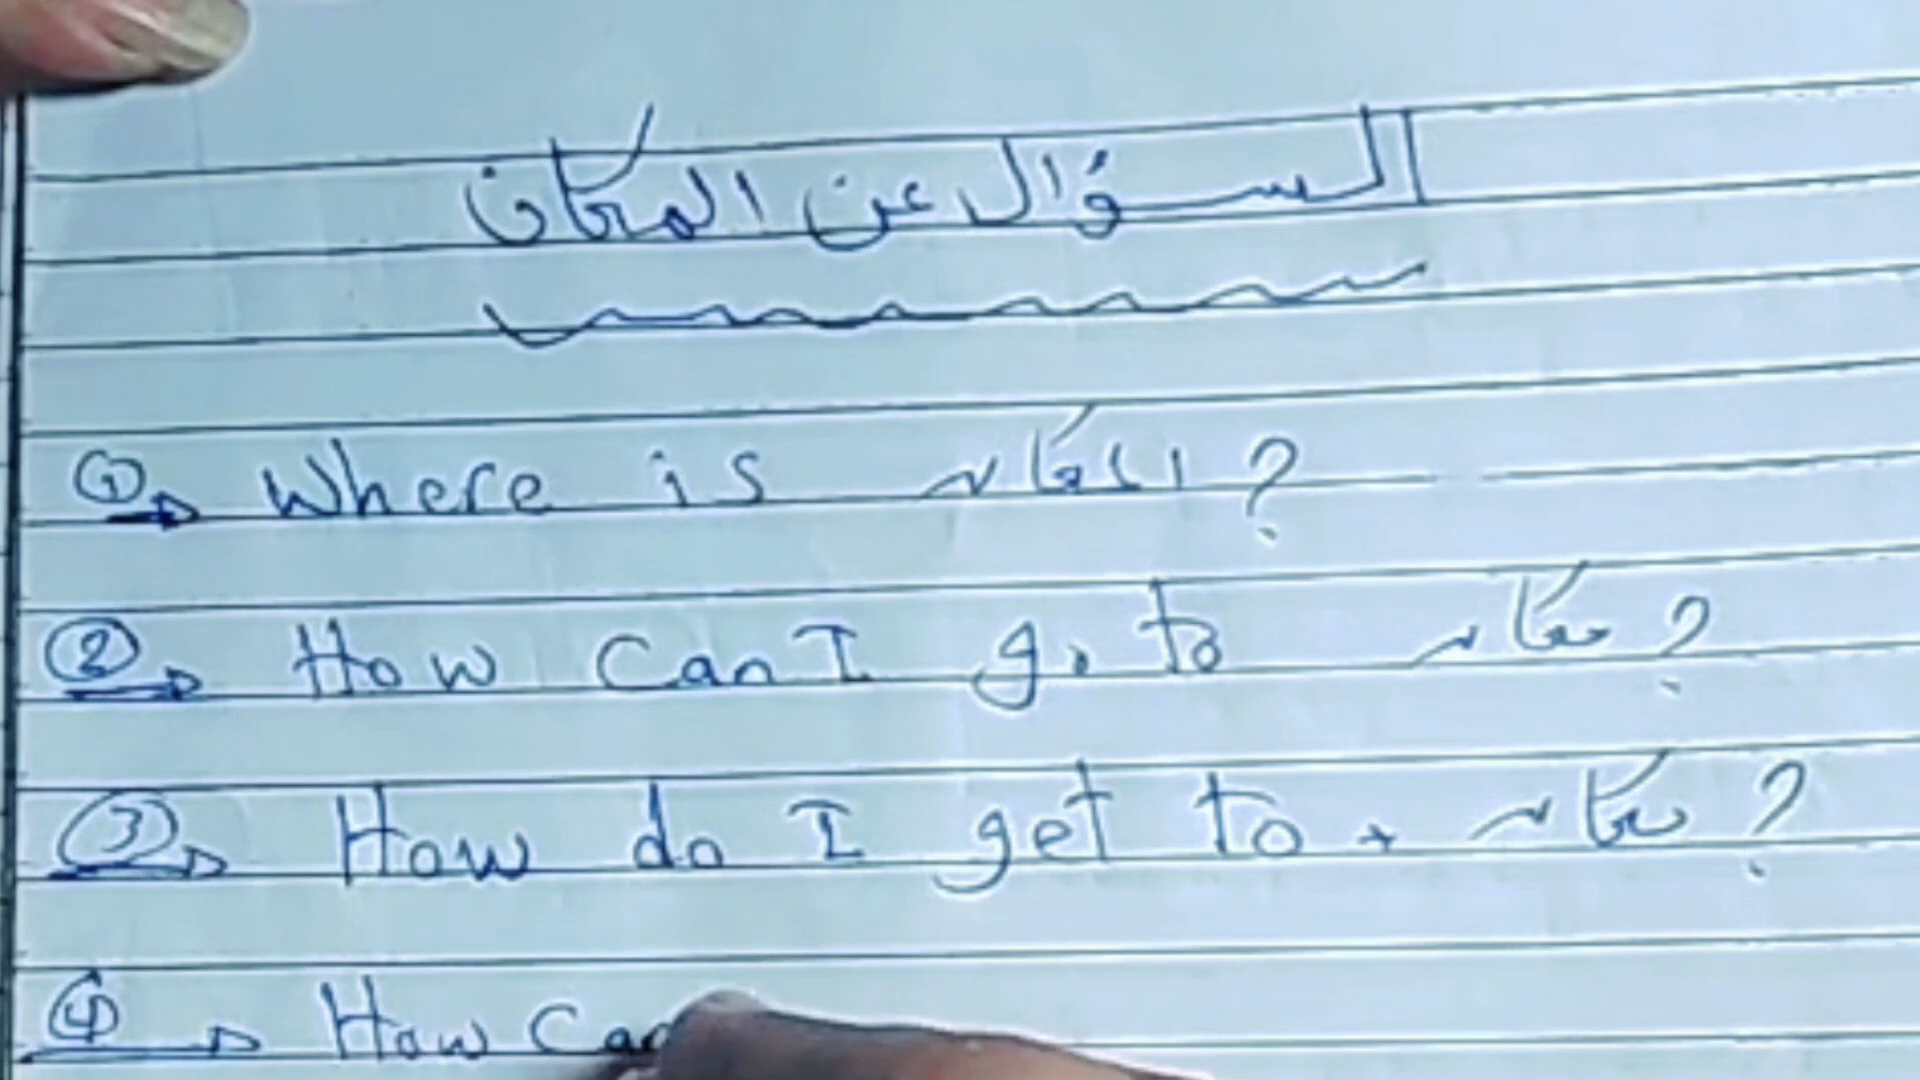 السؤال عن المكان
① Where is المكان ?
② How can I go to مكان ?
③ How do I get to + مكان ?
④ How can